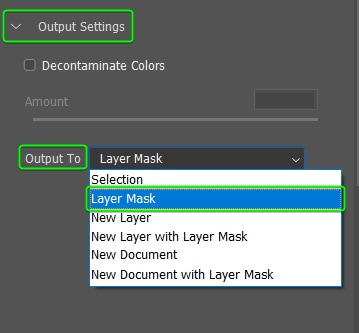 Output Settings
Decontaminate Colors
Amount
Output To Layer Mask
Selection
Layer Mask
New Layer
New Layer with Layer Mask
New Document
New Document with Layer Mask